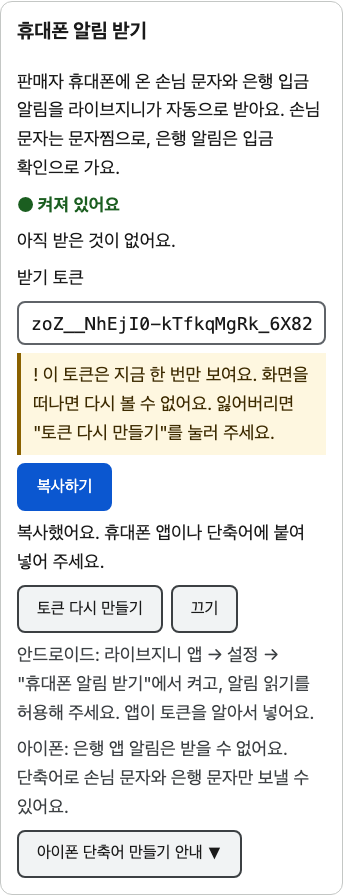 휴대폰 알림 받기
판매자 휴대폰에 온 손님 문자와 은행 입금
알림을 라이브지니가 자동으로 받아요. 손님
문자는 문자찜으로, 은행 알림은 입금
확인으로 가요.
● 켜져 있어요
아직 받은 것이 없어요.
받기 토큰
zoZ__NhEjI0-kTfkqMgRk_6X82
! 이 토큰은 지금 한 번만 보여요. 화면을
떠나면 다시 볼 수 없어요. 잃어버리면
"토큰 다시 만들기"를 눌러 주세요.
복사하기
복사했어요. 휴대폰 앱이나 단축어에 붙여
넣어 주세요.
토큰 다시 만들기 끄기
안드로이드: 라이브지니 앱 → 설정 →
"휴대폰 알림 받기"에서 켜고, 알림 읽기를
허용해 주세요. 앱이 토큰을 알아서 넣어요.
아이폰: 은행 앱 알림은 받을 수 없어요.
단축어로 손님 문자와 은행 문자만 보낼 수
있어요.
아이폰 단축어 만들기 안내 ▼